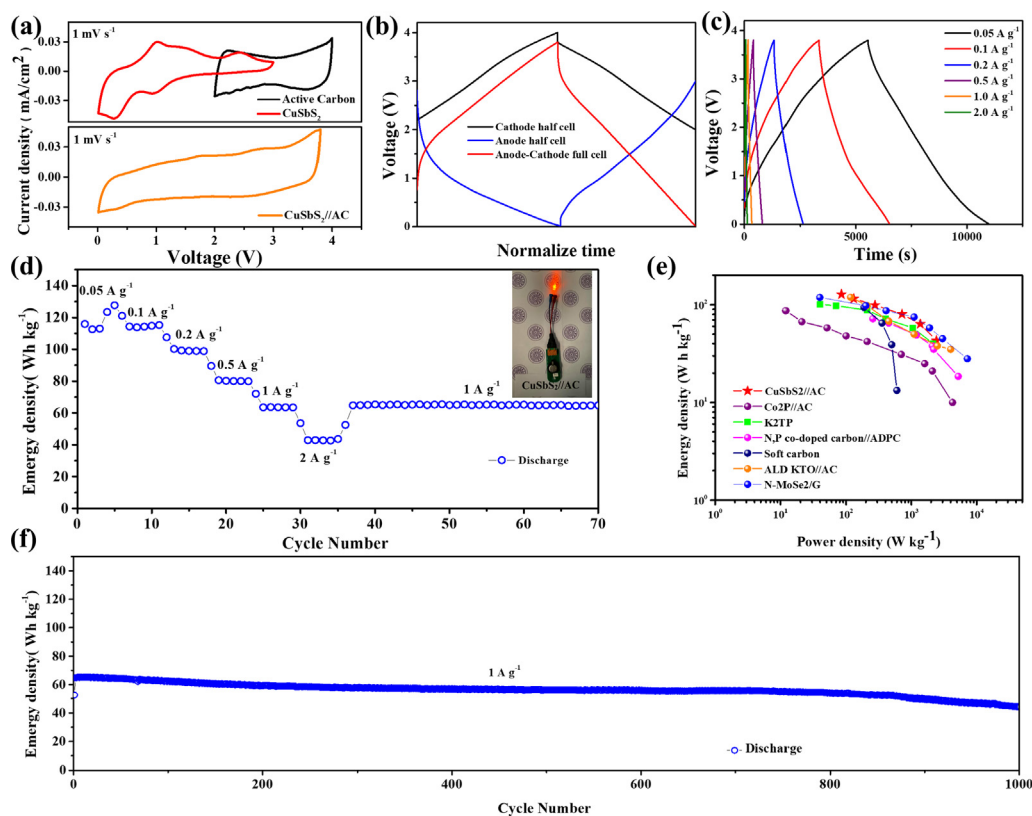 (a)
1 mV s⁻¹
0.03
0.00
-0.03
Active Carbon
CuSbS₂
1 mV s⁻¹
0.03
0.00
-0.03
CuSbS₂//AC
0 1 2 3 4
Current density ( mA/cm²)
Voltage (V)
(b)
4
2
0
Voltage (V)
Cathode half cell
Anode half cell
Anode-Cathode full cell
Normalize time
(c)
4
3
2
1
0
Voltage (V)
0.05 A g⁻¹
0.1 A g⁻¹
0.2 A g⁻¹
0.5 A g⁻¹
1.0 A g⁻¹
2.0 A g⁻¹
0 5000 10000
Time (s)
(d)
140
120
100
80
60
40
20
0
Emergy density( Wh kg⁻¹)
0.05 A g⁻¹
0.1 A g⁻¹
0.2 A g⁻¹
0.5 A g⁻¹
1 A g⁻¹
2 A g⁻¹
1 A g⁻¹
CuSbS₂//AC
Discharge
0 10 20 30 40 50 60 70
Cycle Number
(e)
10²
10¹
10⁰
Energy density (W h kg⁻¹)
CuSbS2//AC
Co2P//AC
K2TP
N,P co-doped carbon//ADPC
Soft carbon
ALD KTO//AC
N-MoSe2/G
10⁰ 10¹ 10² 10³ 10⁴
Power density (W kg⁻¹)
(f)
140
120
100
80
60
40
20
0
Emergy density( Wh kg⁻¹)
1 A g⁻¹
Discharge
0 200 400 600 800 1000
Cycle Number